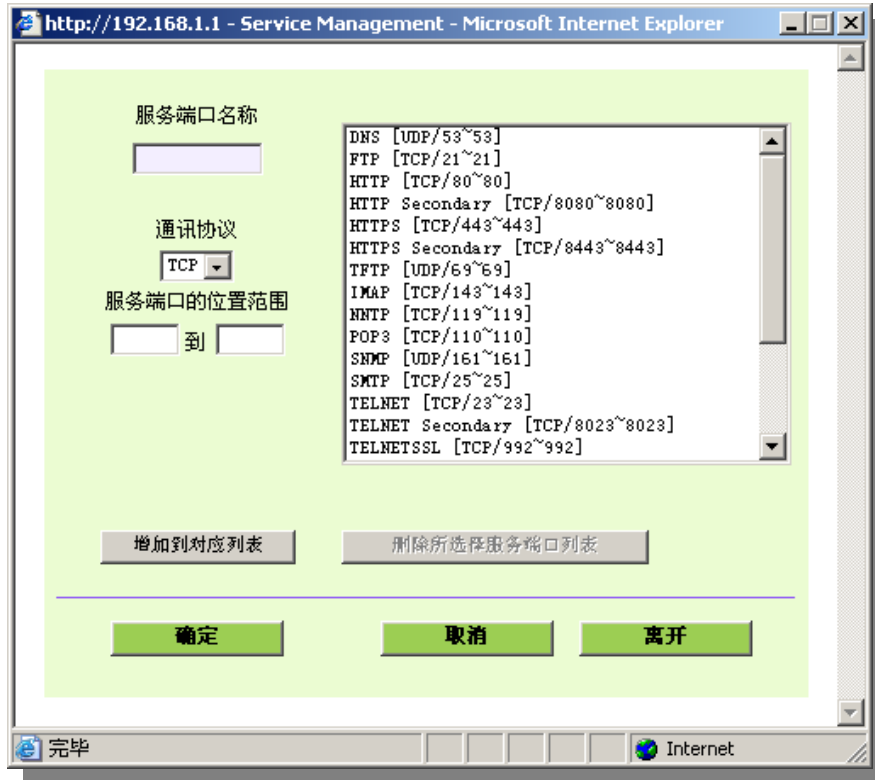 http://192.168.1.1 - Service Management - Microsoft Internet Explorer
服务端口名称
通讯协议
TCP
服务端口的位置范围
到
DNS [UDP/53~53]
FTP [TCP/21~21]
HTTP [TCP/80~80]
HTTP Secondary [TCP/8080~8080]
HTTPS [TCP/443~443]
HTTPS Secondary [TCP/8443~8443]
TFTP [UDP/69~69]
IMAP [TCP/143~143]
NNTP [TCP/119~119]
POP3 [TCP/110~110]
SNMP [UDP/161~161]
SMTP [TCP/25~25]
TELNET [TCP/23~23]
TELNET Secondary [TCP/8023~8023]
TELNETSSL [TCP/992~992]
增加到对应列表
删除所选择服务端口列表
确定
取消
离开
完毕
Internet